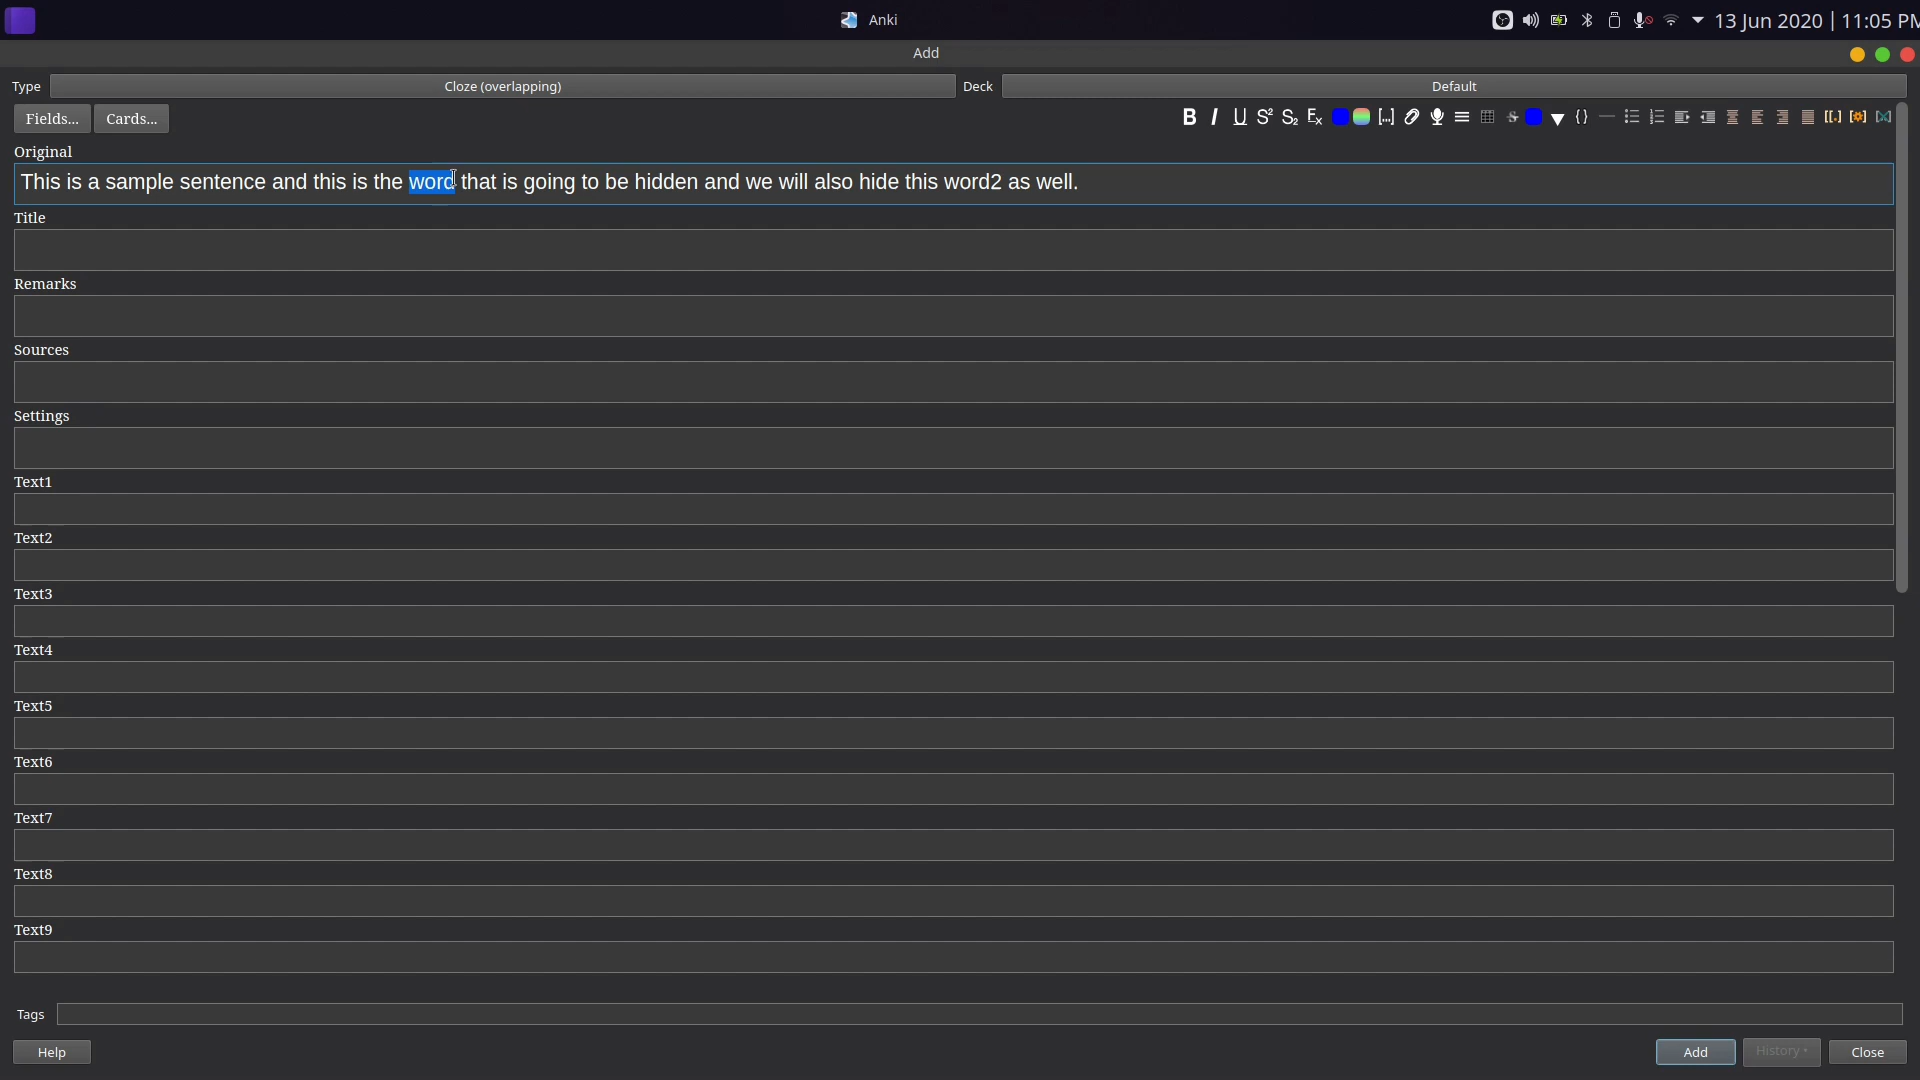 Anki
13 Jun 2020 | 11:05 PM
Add
Type Cloze (overlapping) Deck Default
Fields... Cards...
Original
This is a sample sentence and this is the word that is going to be hidden and we will also hide this word2 as well.
Title
Remarks
Sources
Settings
Text1
Text2
Text3
Text4
Text5
Text6
Text7
Text8
Text9
Tags
Help Add History Close